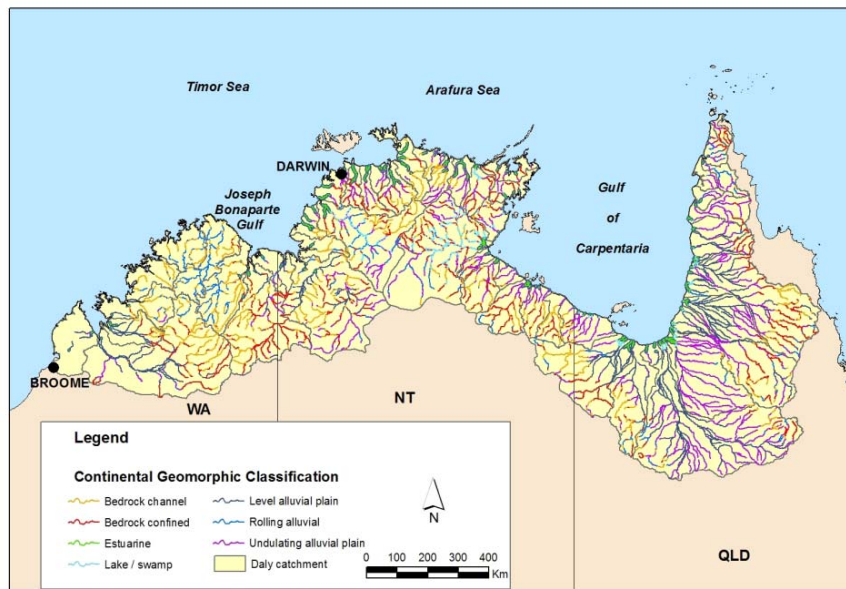 Timor Sea
Arafura Sea
DARWIN
Joseph
Bonaparte
Gulf
Gulf
of
Carpentaria
BROOME
WA
NT
QLD
Legend
Continental Geomorphic Classification
Bedrock channel
Level alluvial plain
Bedrock confined
Rolling alluvial
Estuarine
Undulating alluvial plain
Lake / swamp
Daly catchment
N
0 100 200 300 400
Km